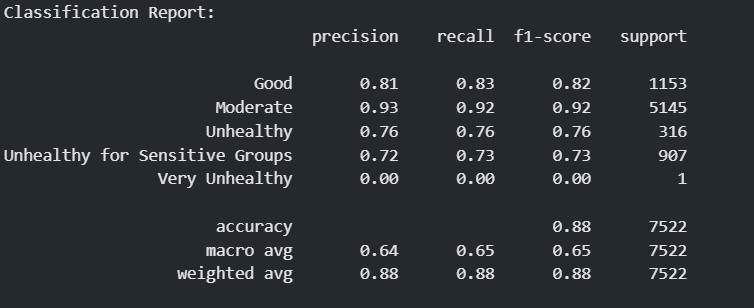 Classification Report:
precision recall f1-score support
Good 0.81 0.83 0.82 1153
Moderate 0.93 0.92 0.92 5145
Unhealthy 0.76 0.76 0.76 316
Unhealthy for Sensitive Groups 0.72 0.73 0.73 907
Very Unhealthy 0.00 0.00 0.00 1
accuracy 0.88 7522
macro avg 0.64 0.65 0.65 7522
weighted avg 0.88 0.88 0.88 7522